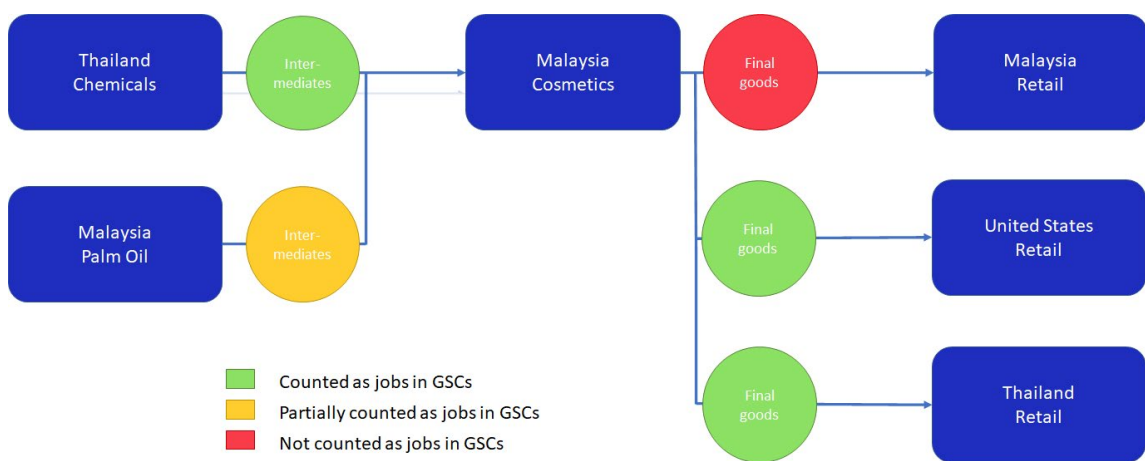 Thailand
Chemicals
Inter-
mediates
Malaysia
Cosmetics
Final
goods
Malaysia
Retail
Malaysia
Palm Oil
Inter-
mediates
Final
goods
United States
Retail
Final
goods
Thailand
Retail
Counted as jobs in GSCs
Partially counted as jobs in GSCs
Not counted as jobs in GSCs